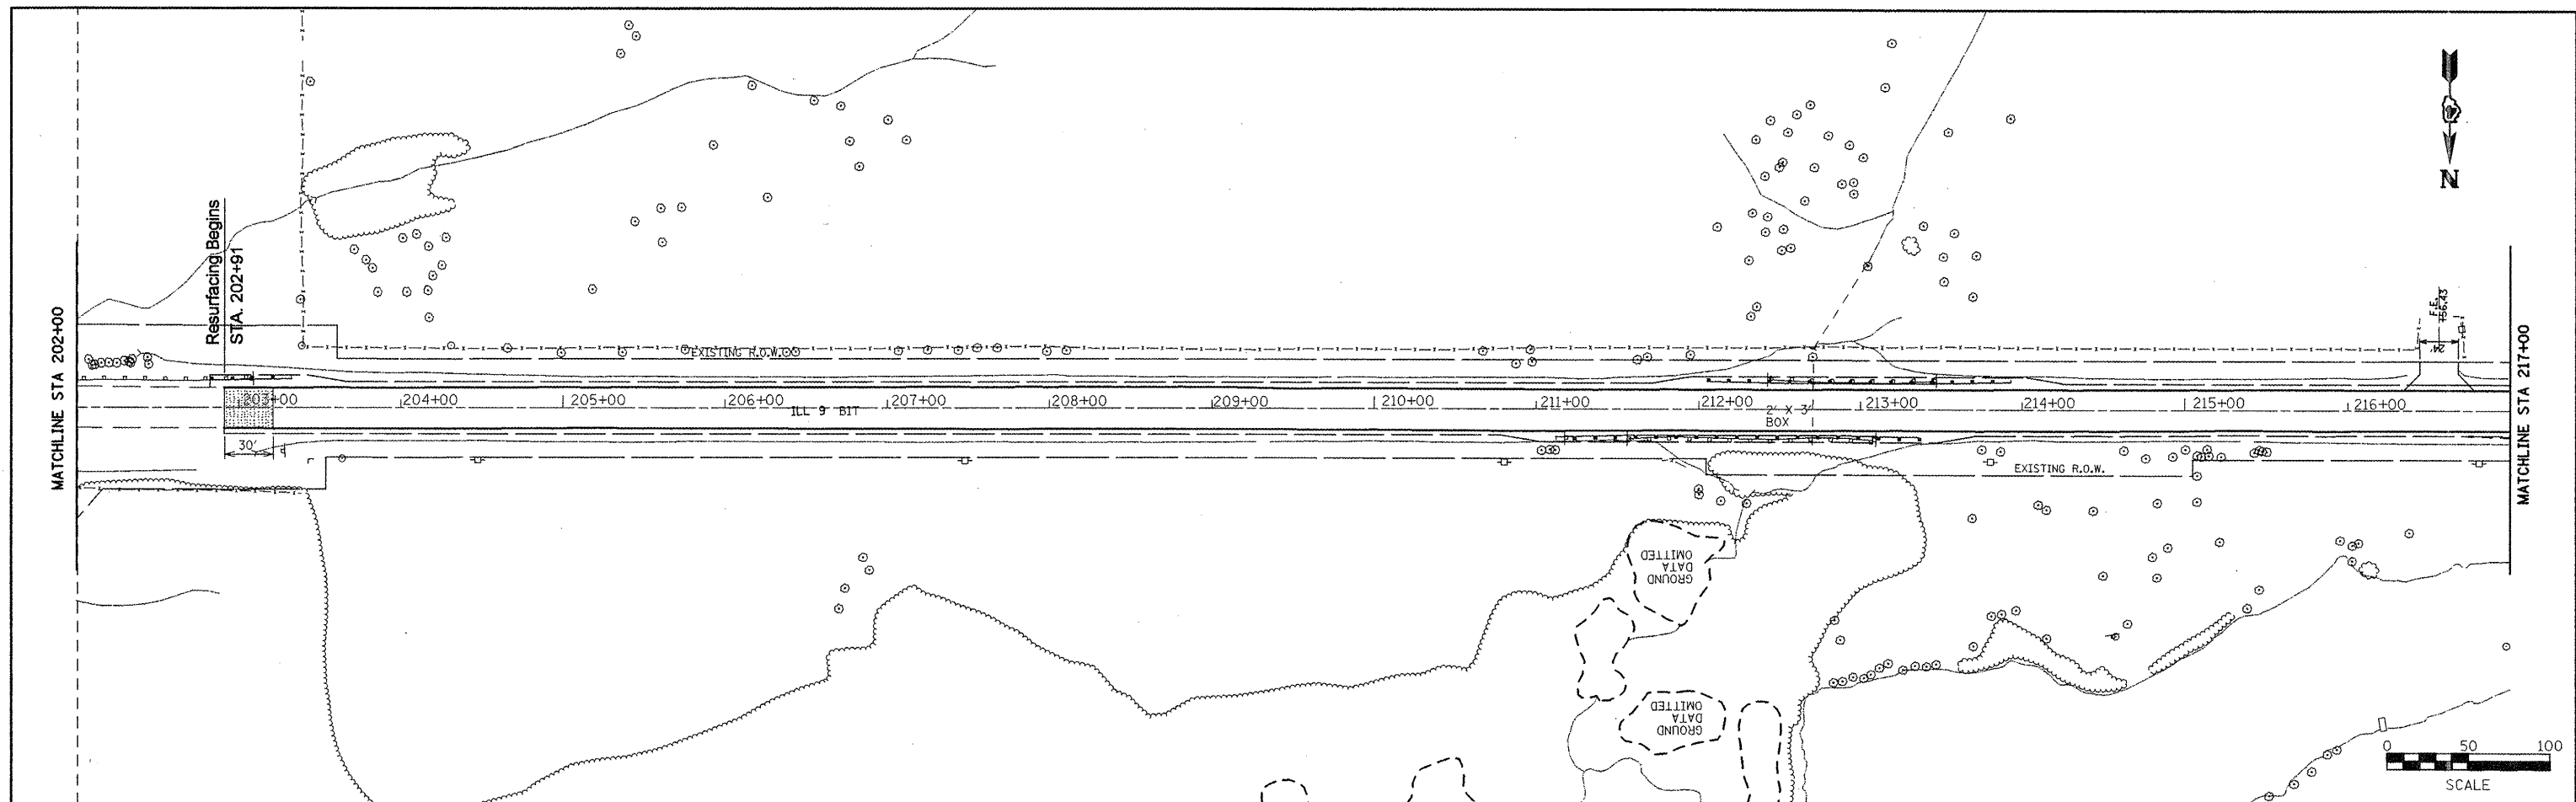 MATCHLINE STA 202+00
Resurfacing Begins
STA. 202+91
N
F.E.
+56.43
24'
MATCHLINE STA 217+00
EXISTING R.O.W.
203+00
204+00
205+00
206+00
ILL 9 BIT
207+00
208+00
209+00
210+00
211+00
212+00
2' X 3'
BOX
213+00
214+00
215+00
216+00
30'
EXISTING R.O.W.
GROUND
DATA
OMITTED
GROUND
DATA
OMITTED
0 50 100
SCALE